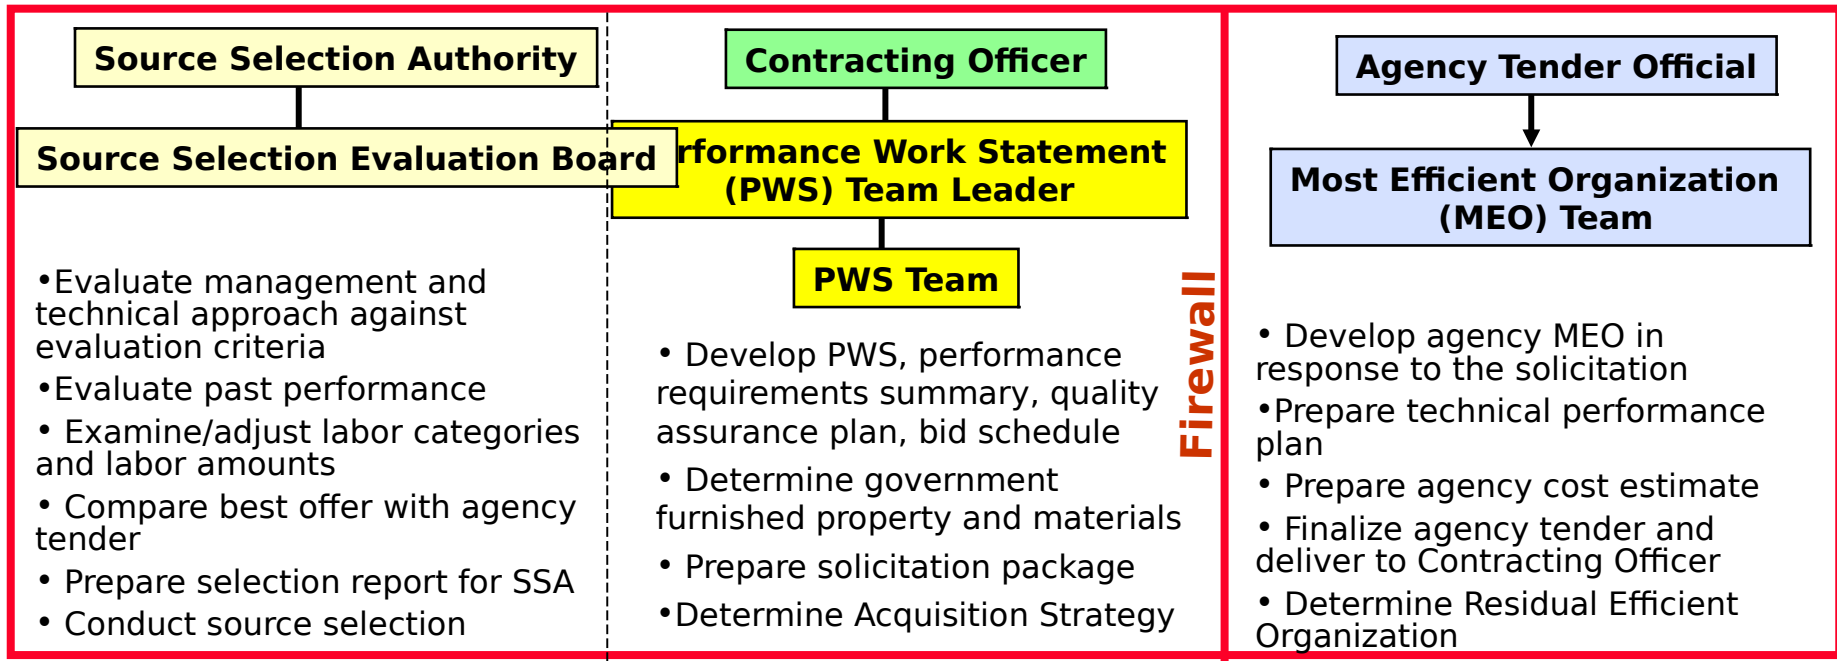 Source Selection Authority
Source Selection Evaluation Board
•Evaluate management and
technical approach against
evaluation criteria
•Evaluate past performance
• Examine/adjust labor categories
and labor amounts
• Compare best offer with agency
tender
• Prepare selection report for SSA
• Conduct source selection
Contracting Officer
rformance Work Statement
(PWS) Team Leader
PWS Team
• Develop PWS, performance
requirements summary, quality
assurance plan, bid schedule
• Determine government
furnished property and materials
• Prepare solicitation package
•Determine Acquisition Strategy
Firewall
Agency Tender Official
Most Efficient Organization
(MEO) Team
• Develop agency MEO in
response to the solicitation
•Prepare technical performance
plan
• Prepare agency cost estimate
• Finalize agency tender and
deliver to Contracting Officer
• Determine Residual Efficient
Organization